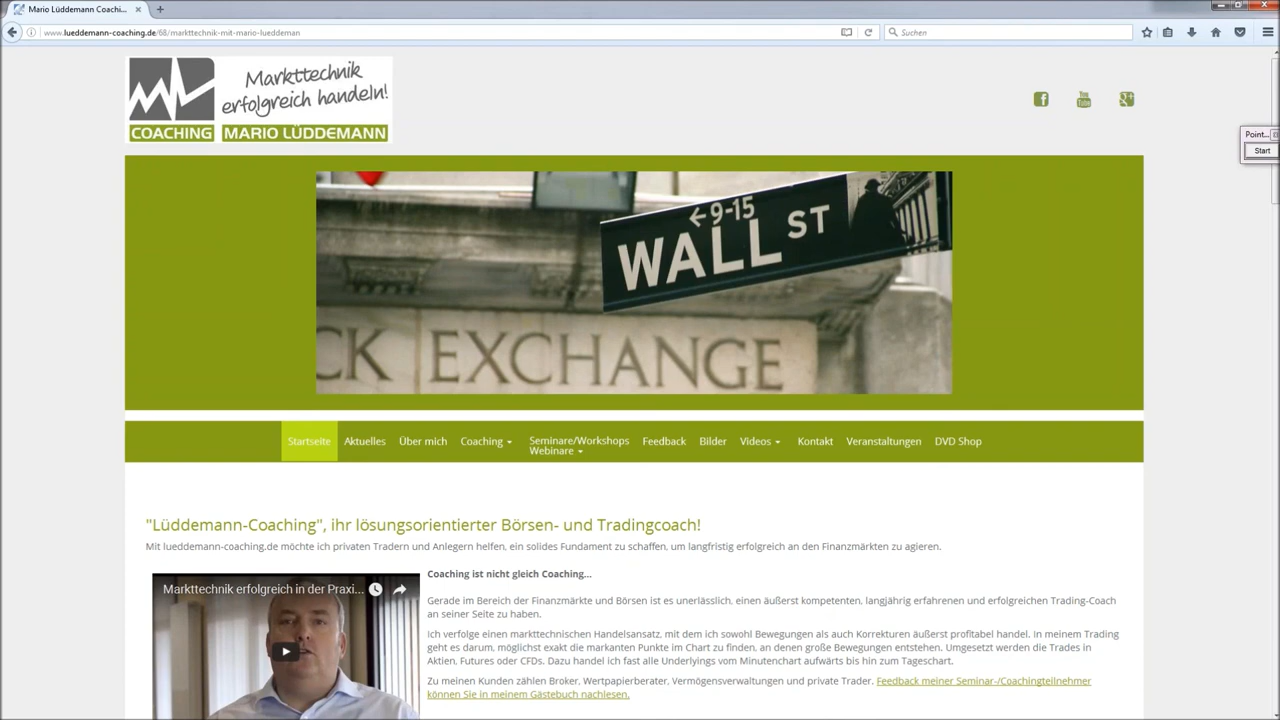 Mario Lüddemann Coachi...
www.lueddemann-coaching.de/68/markttechnik-mit-mario-lueddeman
Suchen
Markttechnik
erfolgreich handeln!
COACHING MARIO LÜDDEMANN
You
Tube
Point...
Start
←9-15
WALL ST
CK EXCHANGE
Startseite Aktuelles Über mich Coaching Seminare/Workshops Webinare Feedback Bilder Videos Kontakt Veranstaltungen DVD Shop
"Lüddemann-Coaching", ihr lösungsorientierter Börsen- und Tradingcoach!
Mit lueddemann-coaching.de möchte ich privaten Tradern und Anlegern helfen, ein solides Fundament zu schaffen, um langfristig erfolgreich an den Finanzmärkten zu agieren.
Markttechnik erfolgreich in der Praxi...
Coaching ist nicht gleich Coaching...
Gerade im Bereich der Finanzmärkte und Börsen ist es unerlässlich, einen äußerst kompetenten, langjährig erfahrenen und erfolgreichen Trading-Coach
an seiner Seite zu haben.
Ich verfolge einen markttechnischen Handelsansatz, mit dem ich sowohl Bewegungen als auch Korrekturen äußerst profitabel handel. In meinem Trading
geht es darum, möglichst exakt die markanten Punkte im Chart zu finden, an denen große Bewegungen entstehen. Umgesetzt werden die Trades in
Aktien, Futures oder CFDs. Dazu handel ich fast alle Underlyings vom Minutenchart aufwärts bis hin zum Tageschart.
Zu meinen Kunden zählen Broker, Wertpapierberater, Vermögensverwaltungen und private Trader. Feedback meiner Seminar-/Coachingteilnehmer
können Sie in meinem Gästebuch nachlesen.